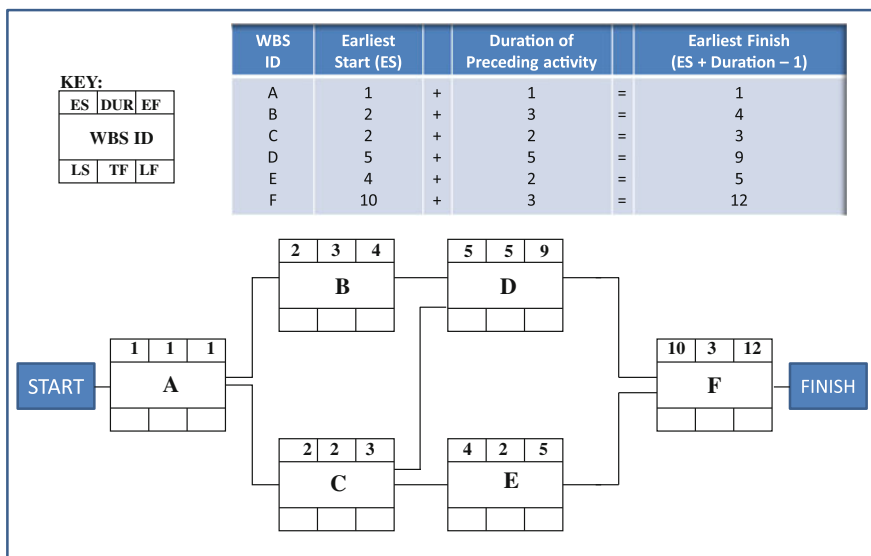 WBS ID Earliest Start (ES) Duration of Preceding activity Earliest Finish (ES + Duration – 1)
A 1 + 1 = 1
B 2 + 3 = 4
C 2 + 2 = 3
D 5 + 5 = 9
E 4 + 2 = 5
F 10 + 3 = 12
KEY:
ES DUR EF
WBS ID
LS TF LF
2 3 4
B
5 5 9
D
1 1 1
A
START
10 3 12
F
FINISH
2 2 3
C
4 2 5
E